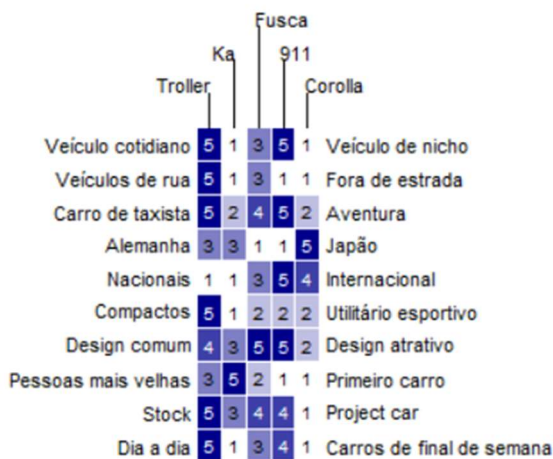 Fusca
Ka 911
Troller Corolla
Veículo cotidiano 5 1 3 5 1 Veículo de nicho
Veículos de rua 5 1 3 1 1 Fora de estrada
Carro de taxista 5 2 4 5 2 Aventura
Alemanha 3 3 1 1 5 Japão
Nacionais 1 1 3 5 4 Internacional
Compactos 5 1 2 2 2 Utilitário esportivo
Design comum 4 3 5 5 2 Design atrativo
Pessoas mais velhas 3 5 2 1 1 Primeiro carro
Stock 5 3 4 4 1 Project car
Dia a dia 5 1 3 4 1 Carros de final de semana